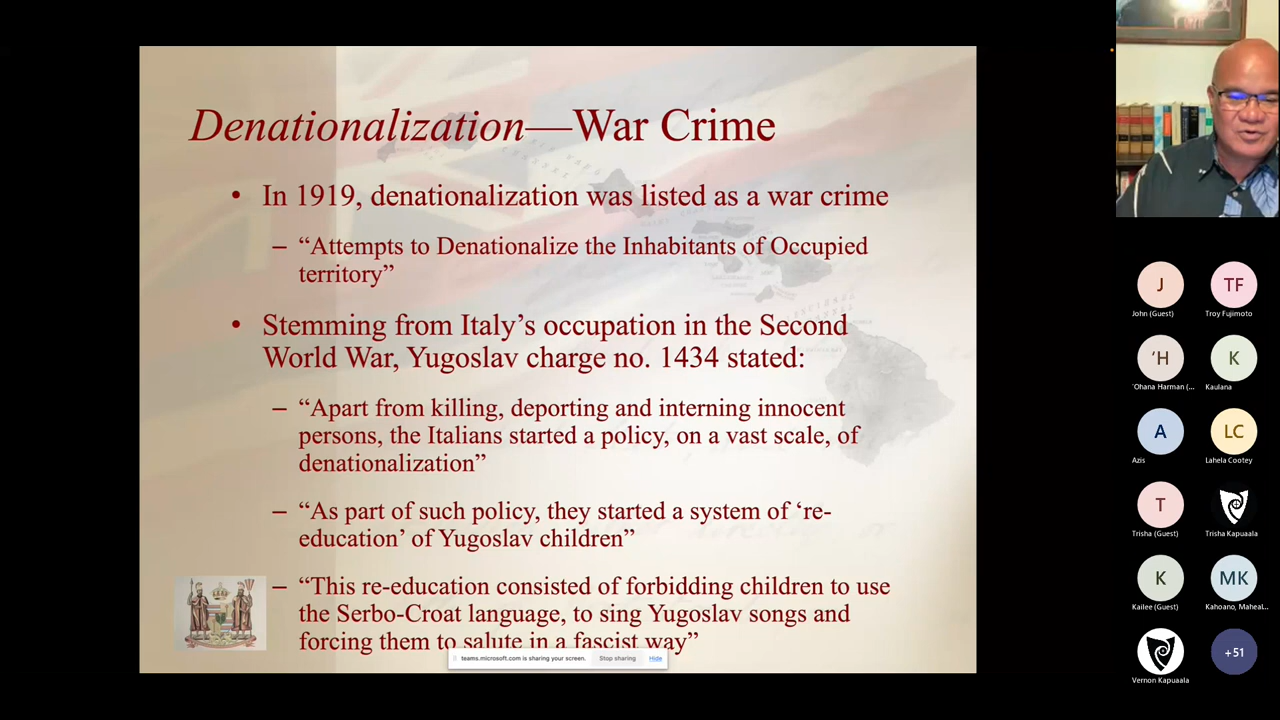 Denationalization—War Crime
• In 1919, denationalization was listed as a war crime
– “Attempts to Denationalize the Inhabitants of Occupied
territory”
• Stemming from Italy’s occupation in the Second
World War, Yugoslav charge no. 1434 stated:
– “Apart from killing, deporting and interning innocent
persons, the Italians started a policy, on a vast scale, of
denationalization”
– “As part of such policy, they started a system of ‘re-
education’ of Yugoslav children”
– “This re-education consisted of forbidding children to use
the Serbo-Croat language, to sing Yugoslav songs and
forcing them to salute in a fascist way”
teams.microsoft.com is sharing your screen. Stop sharing Hide
J TF
John (Guest) Troy Fujimoto
‘H K
‘Ohana Harman (... Kaulana
A LC
Azis Lahela Cootey
T
Trisha (Guest) Trisha Kapuaala
K MK
Kailee (Guest) Kahoano, Maheal...
+51
Vernon Kapuaala